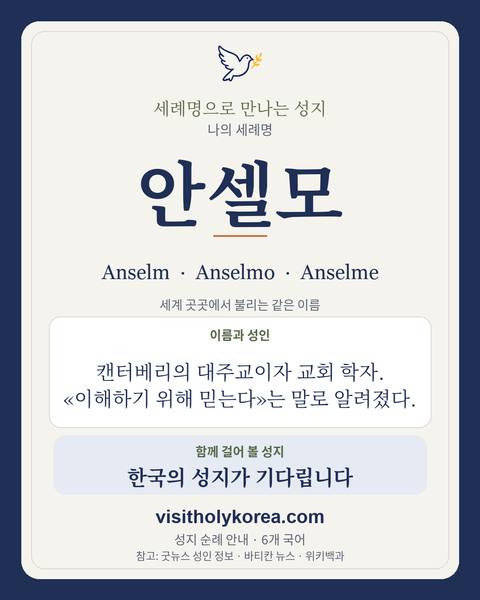 세례명으로 만나는 성지
나의 세례명
안셀모
Anselm · Anselmo · Anselme
세계 곳곳에서 불리는 같은 이름
이름과 성인
캔터베리의 대주교이자 교회 학자.
«이해하기 위해 믿는다»는 말로 알려졌다.
함께 걸어 볼 성지
한국의 성지가 기다립니다
visitholykorea.com
성지 순례 안내 · 6개 국어
참고: 굿뉴스 성인 정보 · 바티칸 뉴스 · 위키백과